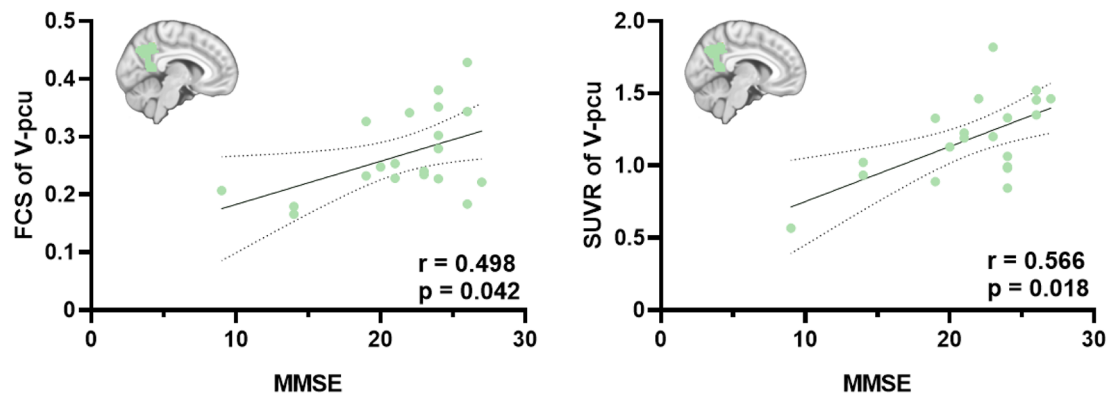 FCS of V-pcu
0.5
0.4
0.3
0.2
0.1
0
0 10 20 30
MMSE
r = 0.498
p = 0.042
SUVR of V-pcu
2.0
1.5
1.0
0.5
0
0 10 20 30
MMSE
r = 0.566
p = 0.018